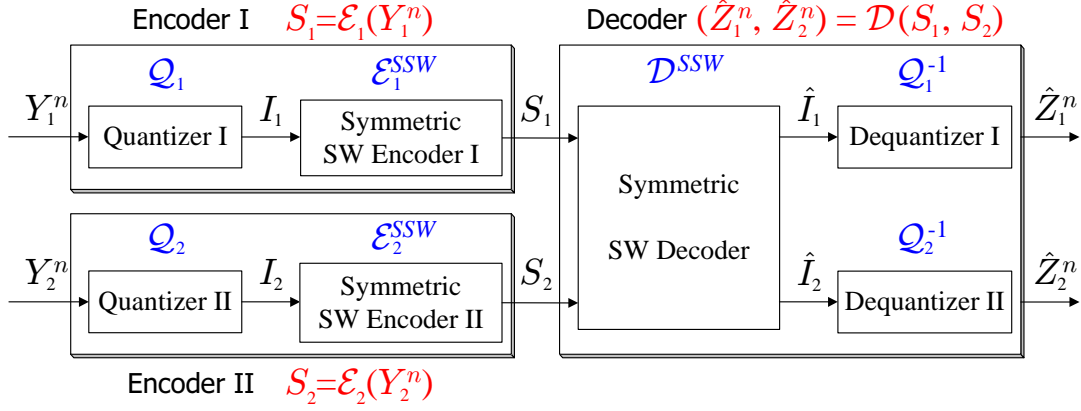 Encoder I S₁=ℰ₁(Y₁ⁿ)
Decoder (Ẑ₁ⁿ, Ẑ₂ⁿ) = 𝒟(S₁, S₂)
𝒬₁
ℰ₁^SSW
𝒟^SSW
𝒬₁⁻¹
Y₁ⁿ
Quantizer I
I₁
Symmetric
SW Encoder I
S₁
Î₁
Dequantizer I
Ẑ₁ⁿ
Symmetric
SW Decoder
𝒬₂
ℰ₂^SSW
𝒬₂⁻¹
Y₂ⁿ
Quantizer II
I₂
Symmetric
SW Encoder II
S₂
Î₂
Dequantizer II
Ẑ₂ⁿ
Encoder II S₂=ℰ₂(Y₂ⁿ)